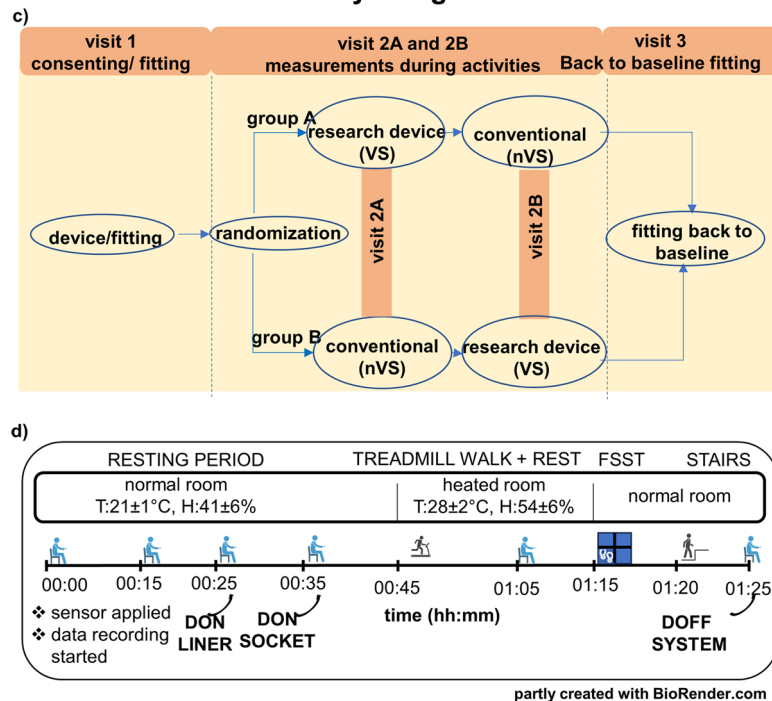 c)
visit 1
consenting/ fitting
visit 2A and 2B
measurements during activities
visit 3
Back to baseline fitting
group A
research device
(VS)
conventional
(nVS)
device/fitting
randomization
visit 2A
visit 2B
fitting back to
baseline
group B
conventional
(nVS)
research device
(VS)
d)
RESTING PERIOD
TREADMILL WALK + REST
FSST
STAIRS
normal room
T:21±1°C, H:41±6%
heated room
T:28±2°C, H:54±6%
normal room
00:00
00:15
00:25
00:35
00:45
01:05
01:15
01:20
01:25
❖ sensor applied
❖ data recording
started
DON
LINER
DON
SOCKET
time (hh:mm)
DOFF
SYSTEM
partly created with BioRender.com